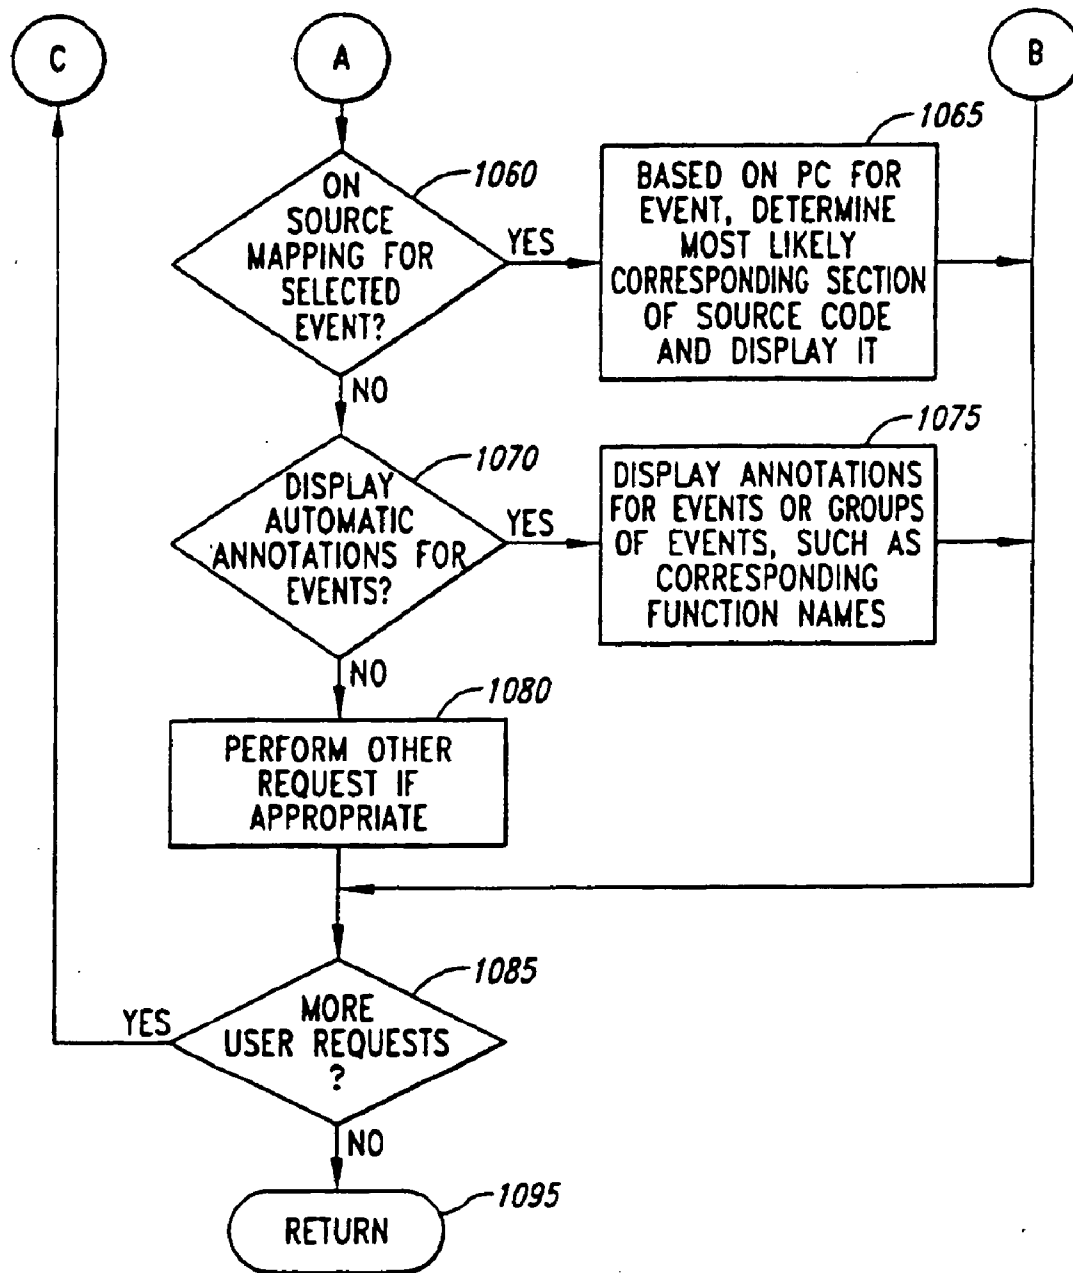 C
A
B
1060
ON
SOURCE
MAPPING FOR
SELECTED
EVENT?
YES
1065
BASED ON PC FOR
EVENT, DETERMINE
MOST LIKELY
CORRESPONDING SECTION
OF SOURCE CODE
AND DISPLAY IT
NO
1070
DISPLAY
AUTOMATIC
ANNOTATIONS FOR
EVENTS?
YES
1075
DISPLAY ANNOTATIONS
FOR EVENTS OR GROUPS
OF EVENTS, SUCH AS
CORRESPONDING
FUNCTION NAMES
NO
1080
PERFORM OTHER
REQUEST IF
APPROPRIATE
1085
MORE
USER REQUESTS
?
YES
NO
1095
RETURN